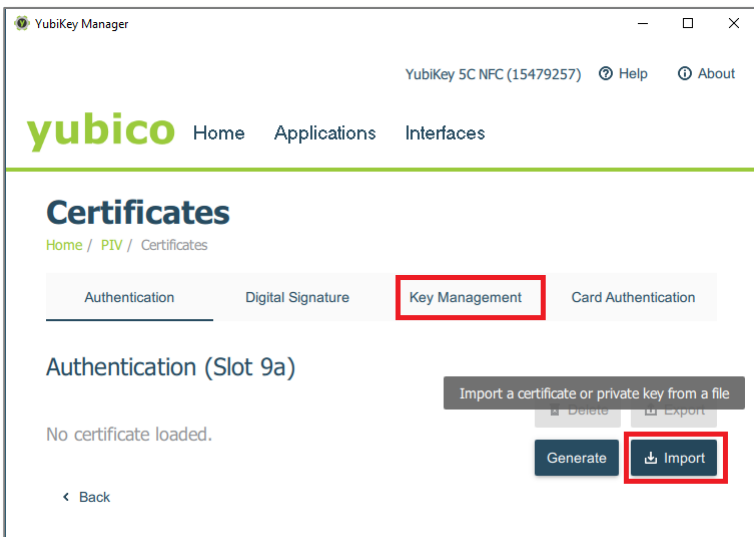 YubiKey Manager
YubiKey 5C NFC (15479257) Help About
yubico Home Applications Interfaces
Certificates
Home / PIV / Certificates
Authentication Digital Signature Key Management Card Authentication
Authentication (Slot 9a)
Import a certificate or private key from a file
Delete Export
No certificate loaded.
Generate Import
Back